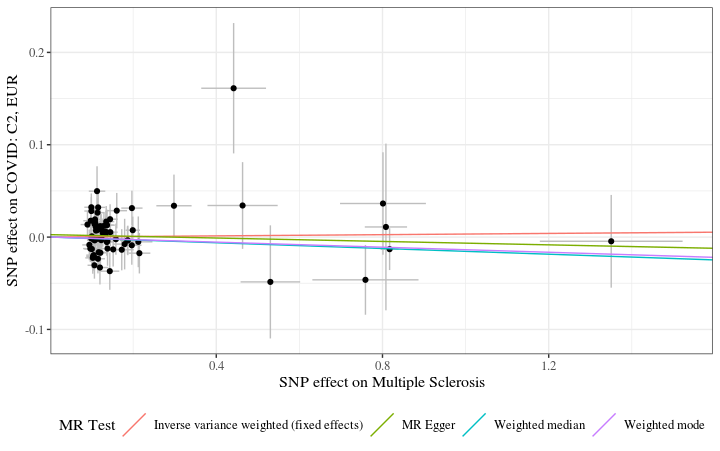 SNP effect on COVID: C2, EUR
0.2
0.1
0.0
-0.1
0.4 0.8 1.2
SNP effect on Multiple Sclerosis
MR Test Inverse variance weighted (fixed effects) MR Egger Weighted median Weighted mode